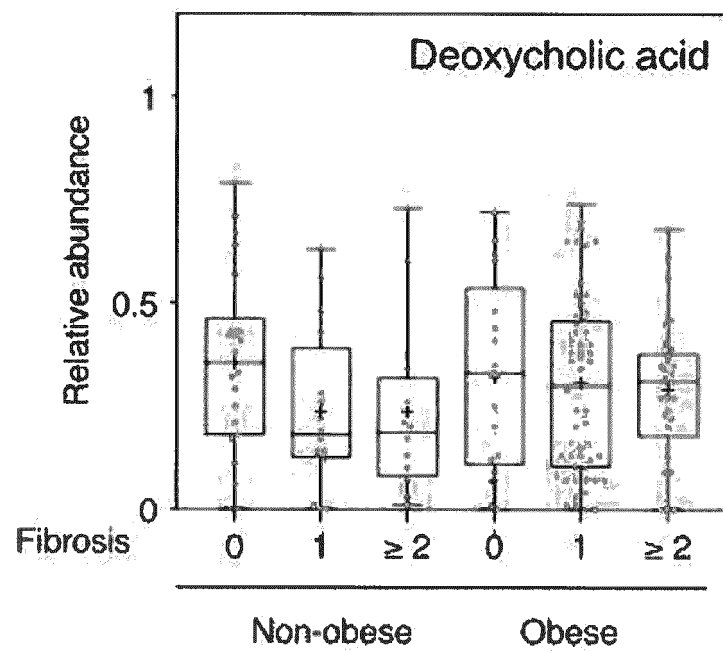 Deoxycholic acid
Relative abundance
1
0.5
0
Fibrosis 0 1 ≥ 2 0 1 ≥ 2
Non-obese Obese